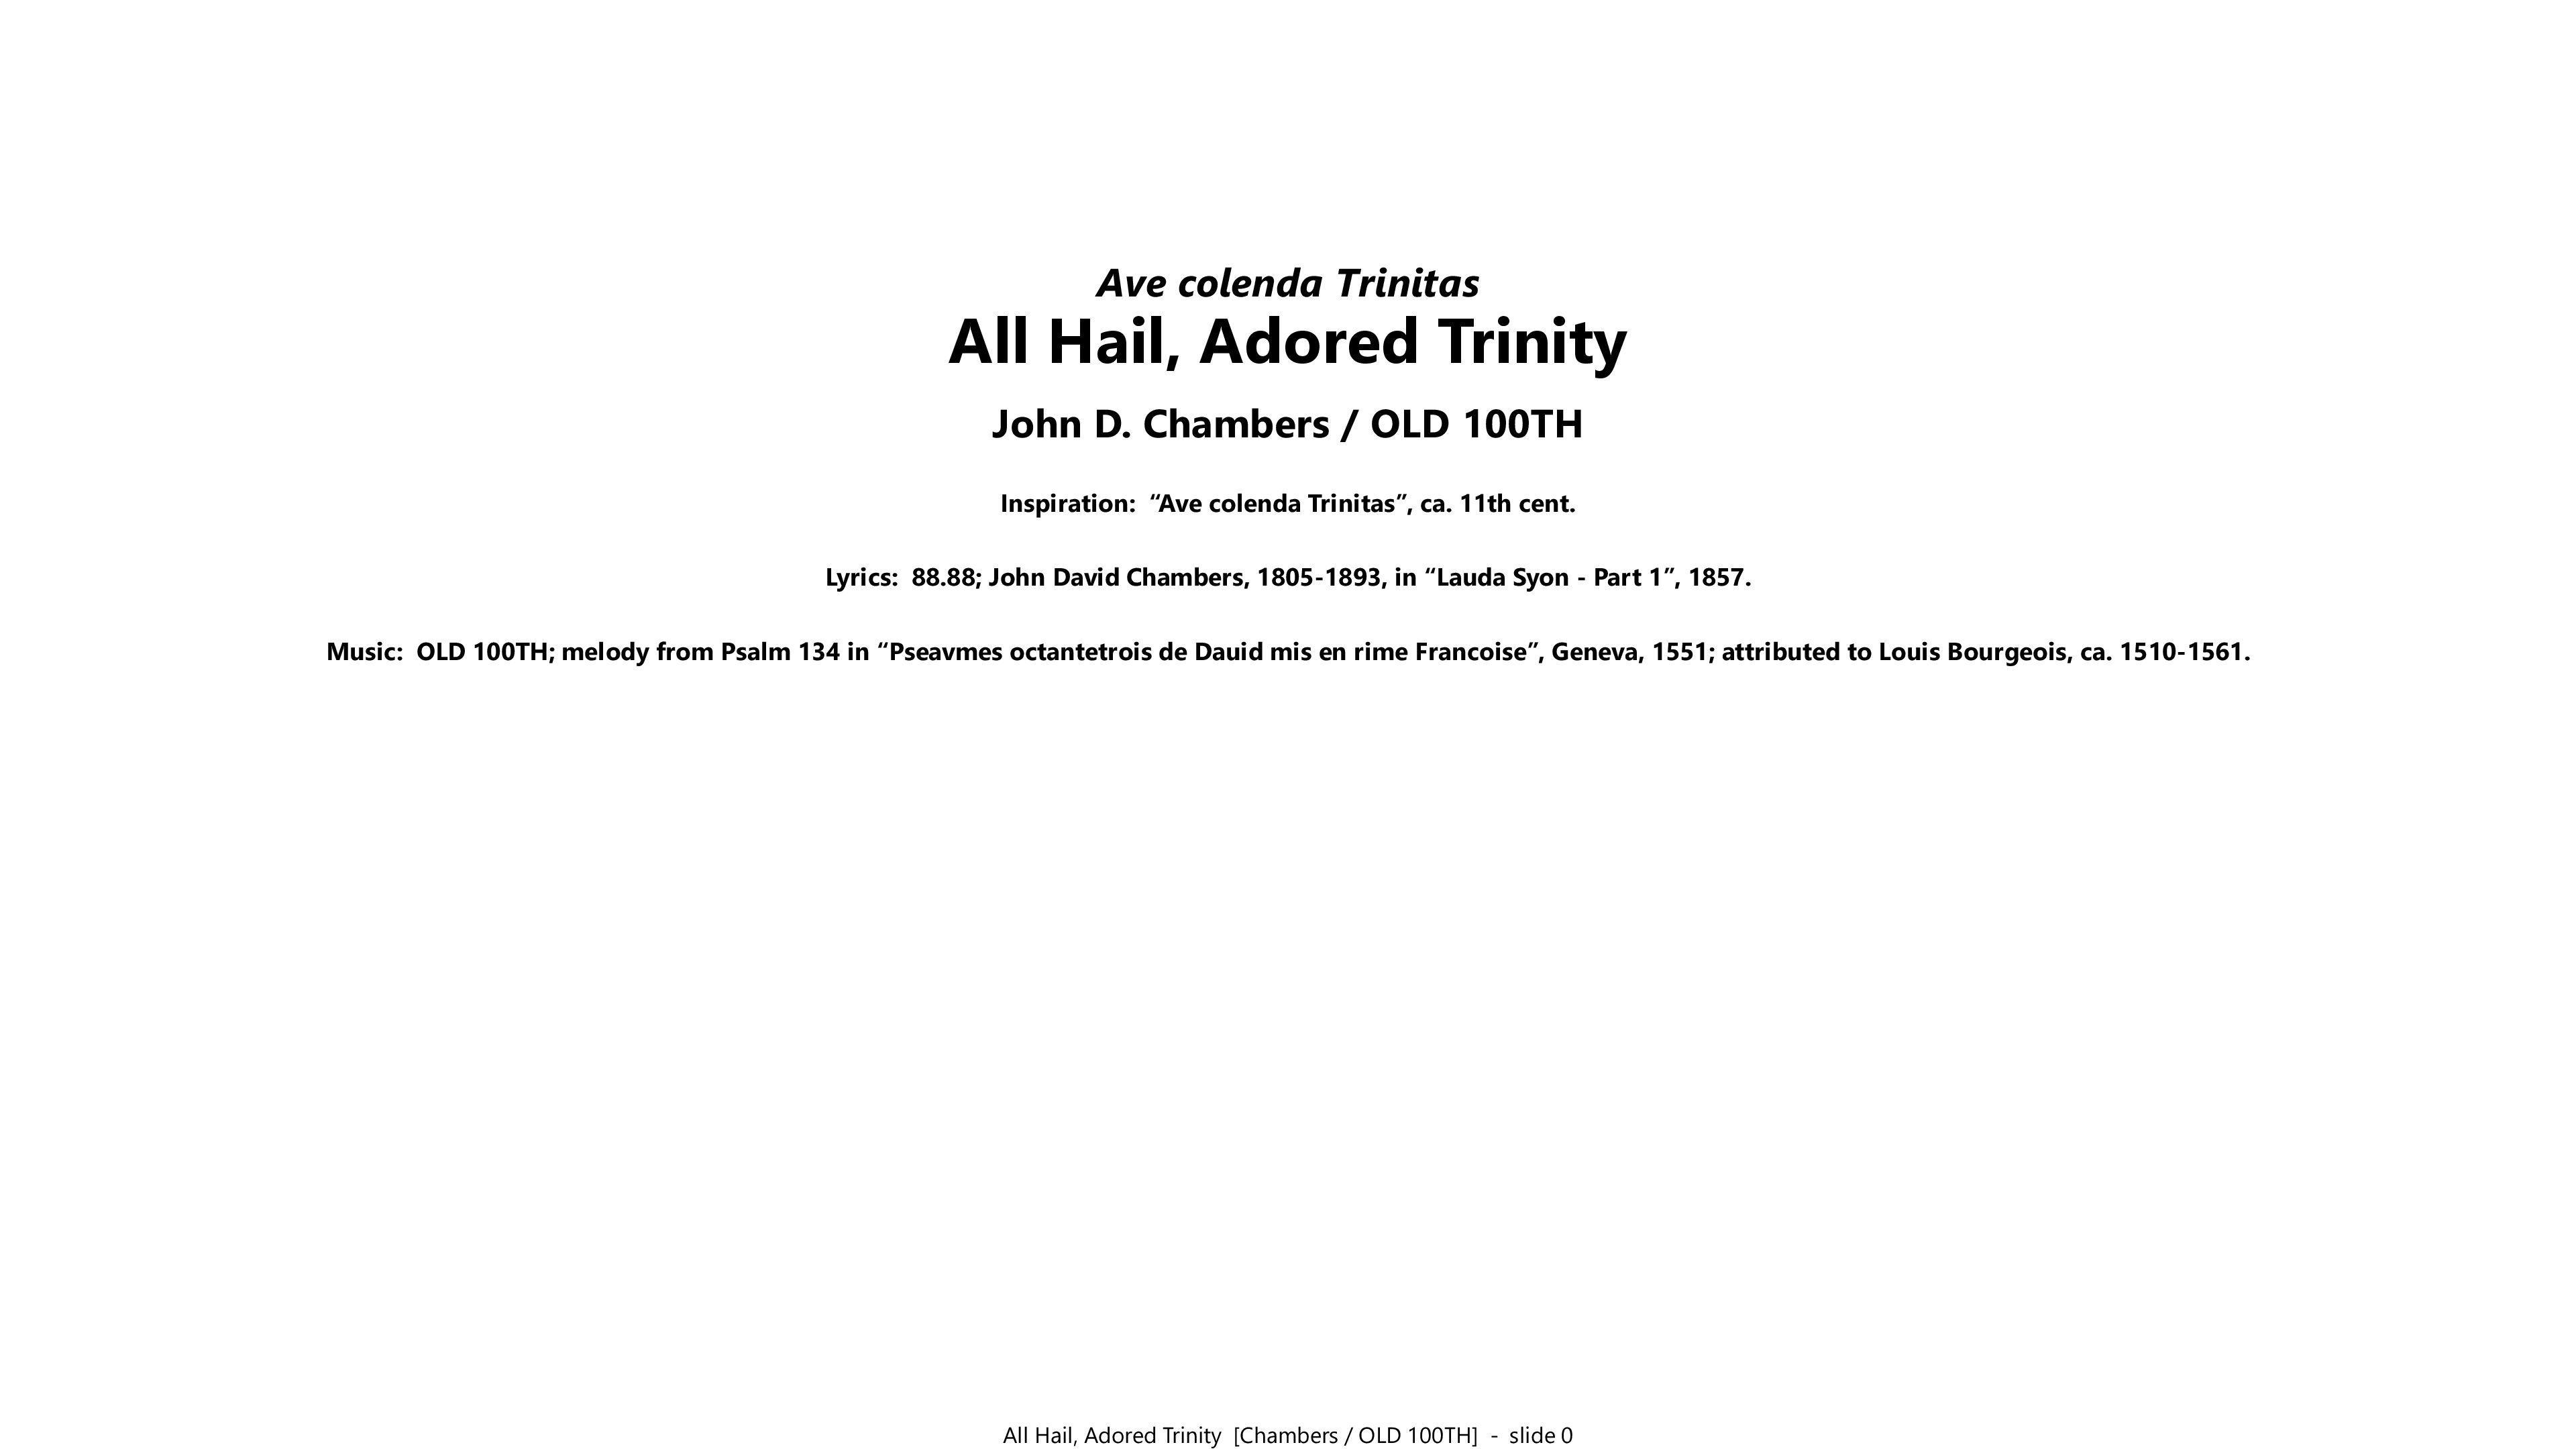 Ave colenda Trinitas
All Hail, Adored Trinity
John D. Chambers / OLD 100TH
Inspiration:  “Ave colenda Trinitas”, ca. 11th cent.
Lyrics:  88.88; John David Chambers, 1805-1893, in “Lauda Syon - Part 1”, 1857.
Music:  OLD 100TH; melody from Psalm 134 in “Pseavmes octantetrois de Dauid mis en rime Francoise”, Geneva, 1551; attributed to Louis Bourgeois, ca. 1510-1561.
All Hail, Adored Trinity  [Chambers / OLD 100TH]  -  slide 0